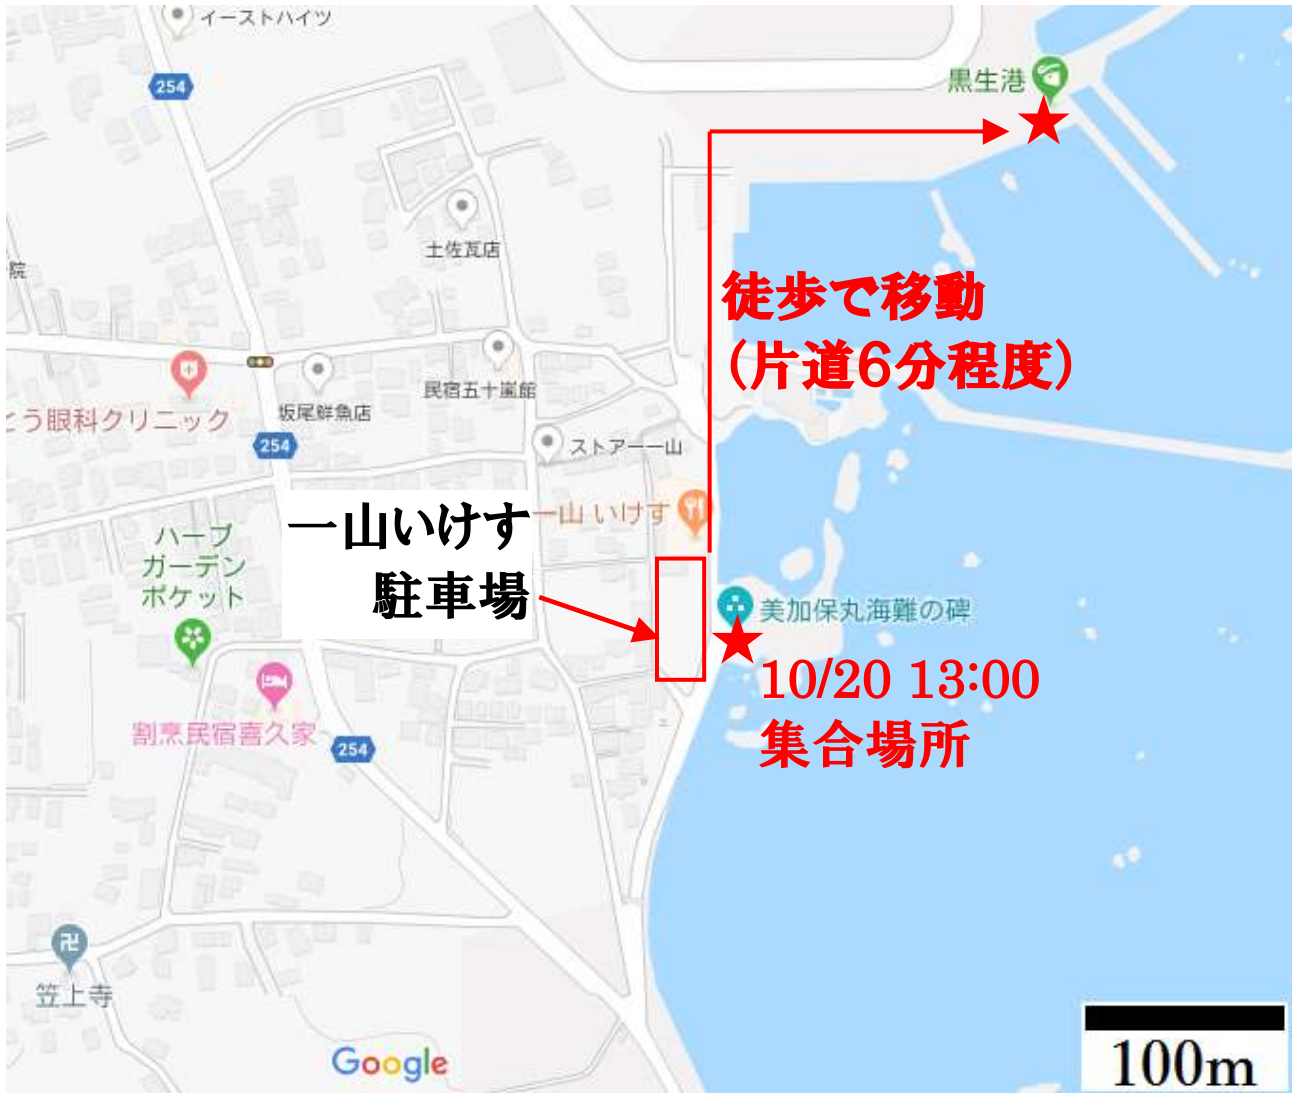 イーストハイツ
254
黒生港
土佐瓦店
院
徒歩で移動
(片道6分程度)
民宿五十嵐館
坂尾鮮魚店
とう眼科クリニック
254
ストアー一山
一山いけす
駐車場
一山 いけす
ハーブ
ガーデン
ポケット
美加保丸海難の碑
10/20 13:00
集合場所
割烹民宿喜久家
254
卍
笠上寺
Google
100m